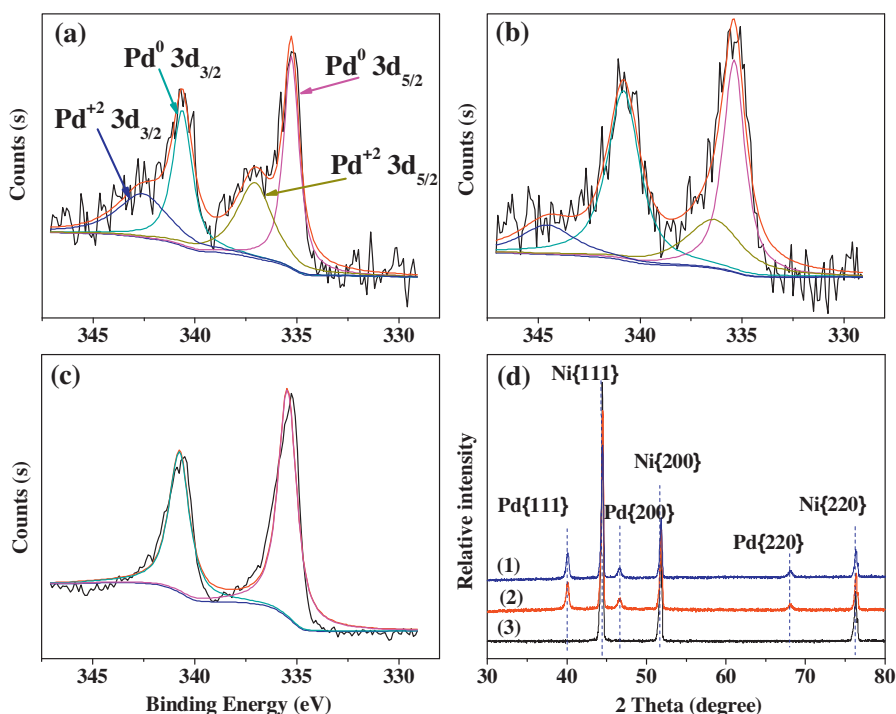 (a)
Pd⁰ 3d₃/₂
Pd⁰ 3d₅/₂
Pd⁺² 3d₃/₂
Pd⁺² 3d₅/₂
Counts (s)
345 340 335 330
(b)
Counts (s)
345 340 335 330
(c)
Counts (s)
345 340 335 330
Binding Energy (eV)
(d)
Ni{111}
Ni{200}
Pd{111}
Pd{200}
Ni{220}
Pd{220}
(1)
(2)
(3)
Relative intensity
30 40 50 60 70 80
2 Theta (degree)